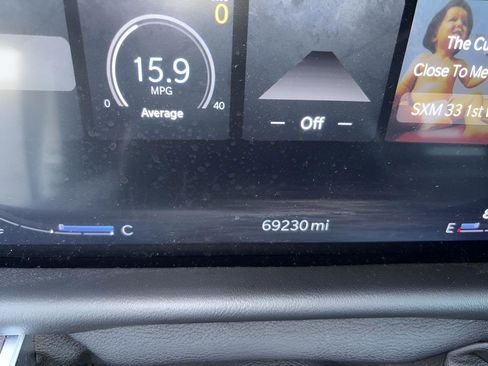 0
15.9
MPG
0
40
Average
Off
The Cu
Close To Me
SXM 33 1st
C
69230 mi
E